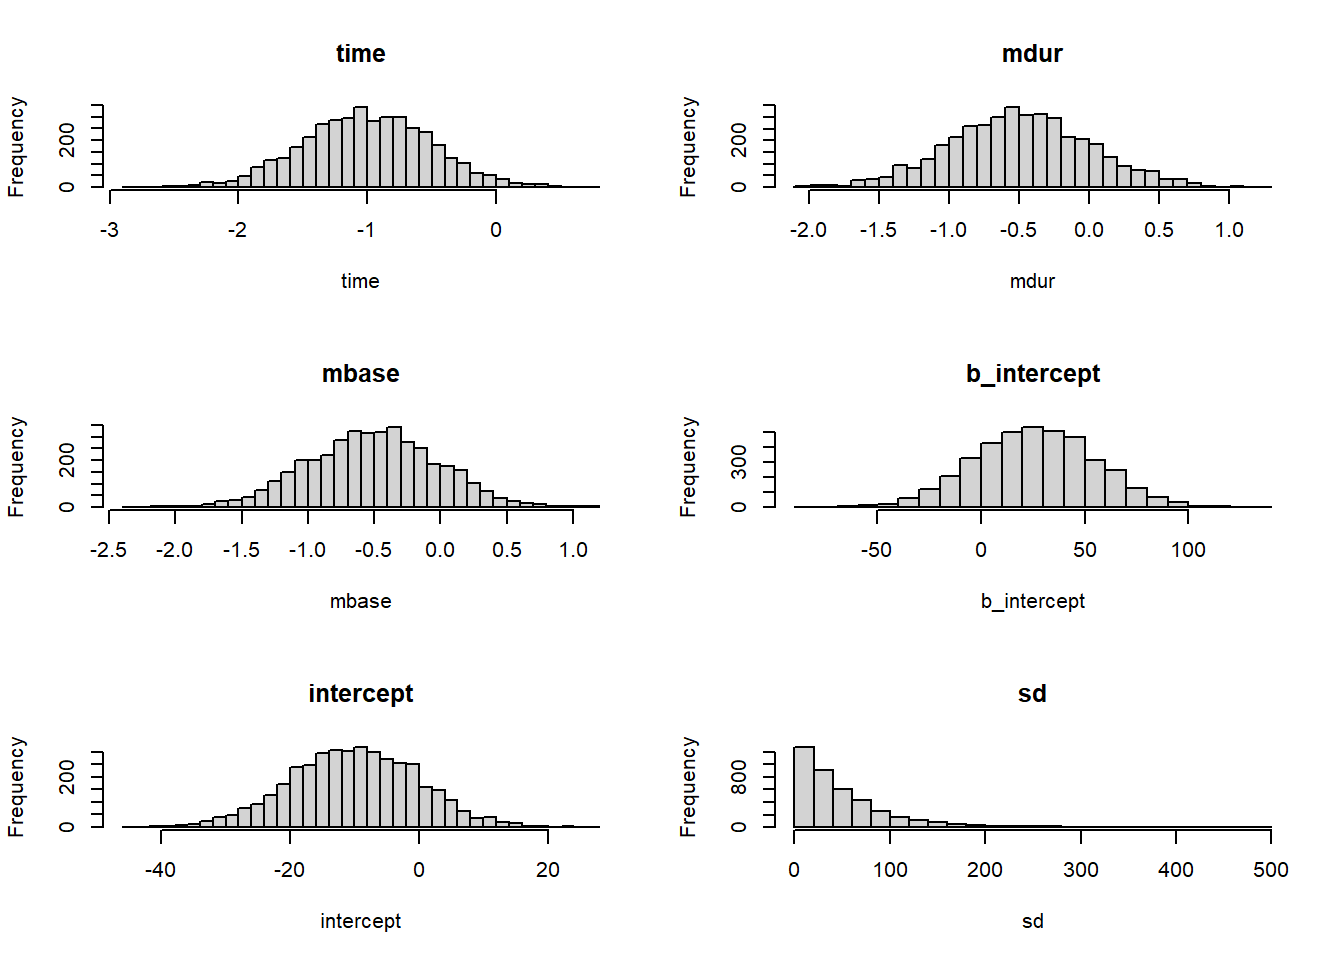 time
Frequency
0 200
-3 -2 -1 0
time
mdur
Frequency
0 200
-2.0 -1.5 -1.0 -0.5 0.0 0.5 1.0
mdur
mbase
Frequency
0 200
-2.5 -2.0 -1.5 -1.0 -0.5 0.0 0.5 1.0
mbase
b_intercept
Frequency
0 300
-50 0 50 100
b_intercept
intercept
Frequency
0 200
-40 -20 0 20
intercept
sd
Frequency
0 800
0 100 200 300 400 500
sd